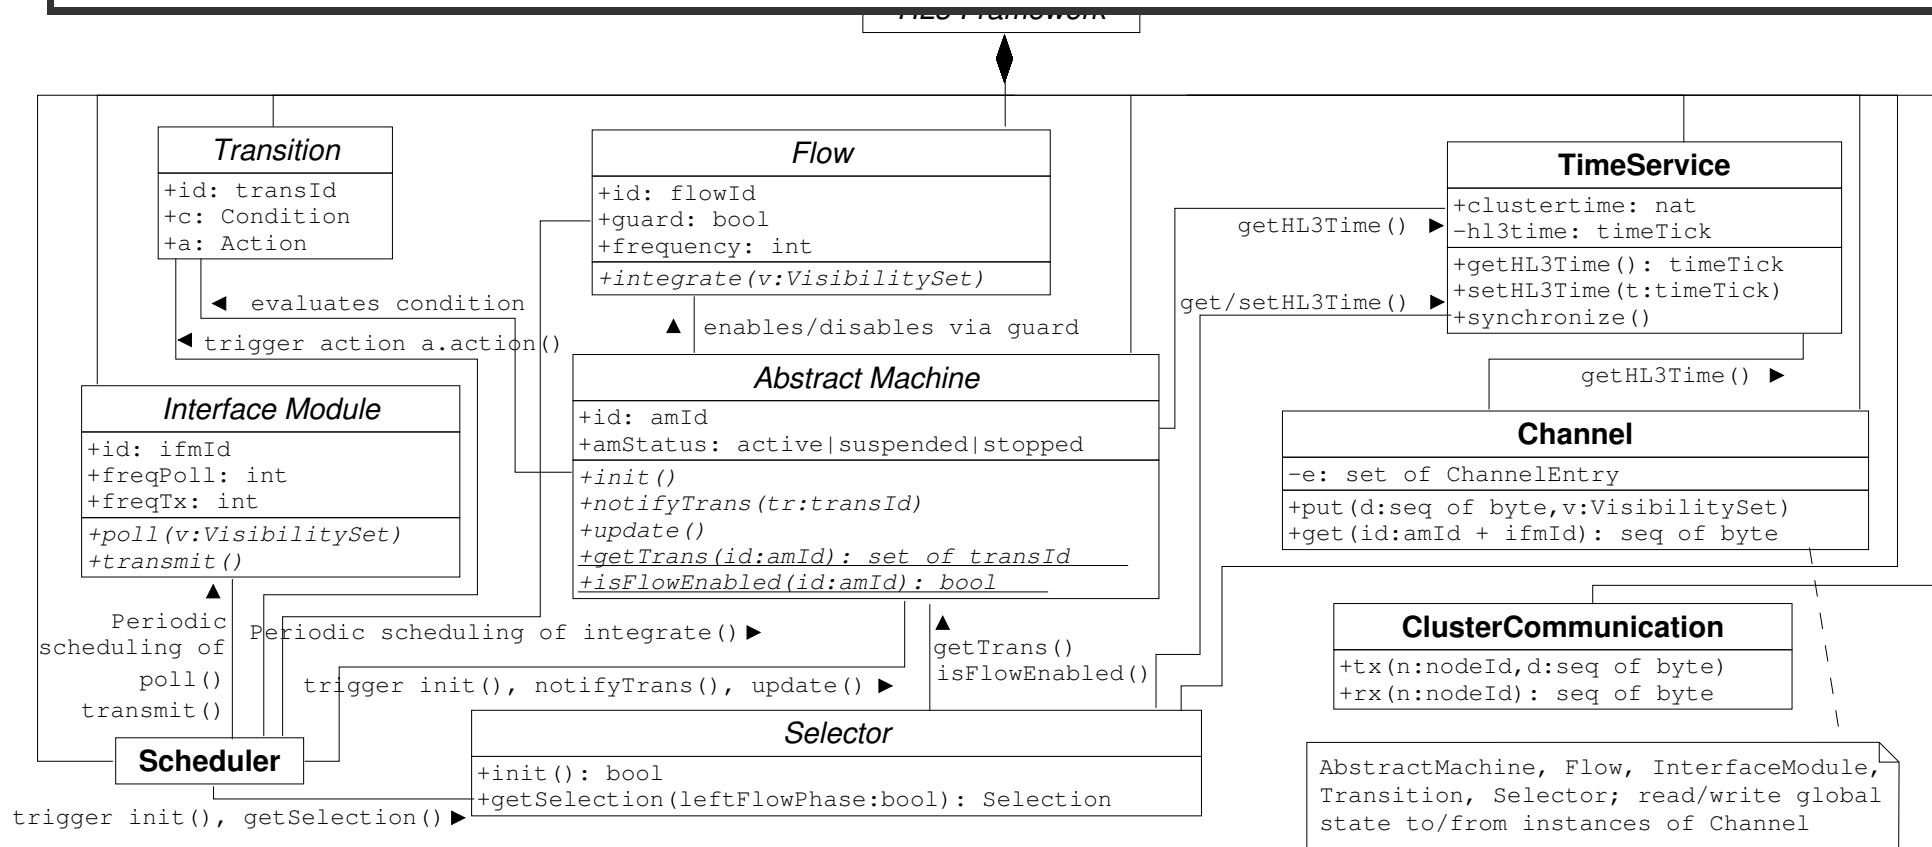 Transition
+id: transId
+c: Condition
+a: Action
Flow
+id: flowId
+guard: bool
+frequency: int
+integrate(v:VisibilitySet)
TimeService
+clustertime: nat
-hl3time: timeTick
+getHL3Time(): timeTick
+setHL3Time(t:timeTick)
+synchronize()
getHL3Time() ▶
get/setHL3Time() ▶
◀ evaluates condition
◀ trigger action a.action()
▲ enables/disables via guard
getHL3Time() ▶
Interface Module
+id: ifmId
+freqPoll: int
+freqTx: int
+poll(v:VisibilitySet)
+transmit()
Abstract Machine
+id: amId
+amStatus: active|suspended|stopped
+init()
+notifyTrans(tr:transId)
+update()
+getTrans(id:amId): set of transId
+isFlowEnabled(id:amId): bool
Channel
-e: set of ChannelEntry
+put(d:seq of byte,v:VisibilitySet)
+get(id:amId + ifmId): seq of byte
▲
Periodic
scheduling of
poll()
transmit()
Periodic scheduling of integrate() ▶
trigger init(), notifyTrans(), update() ▶
▲
getTrans()
isFlowEnabled()
ClusterCommunication
+tx(n:nodeId,d:seq of byte)
+rx(n:nodeId): seq of byte
Scheduler
Selector
+init(): bool
+getSelection(leftFlowPhase:bool): Selection
trigger init(), getSelection() ▶
AbstractMachine, Flow, InterfaceModule,
Transition, Selector; read/write global
state to/from instances of Channel